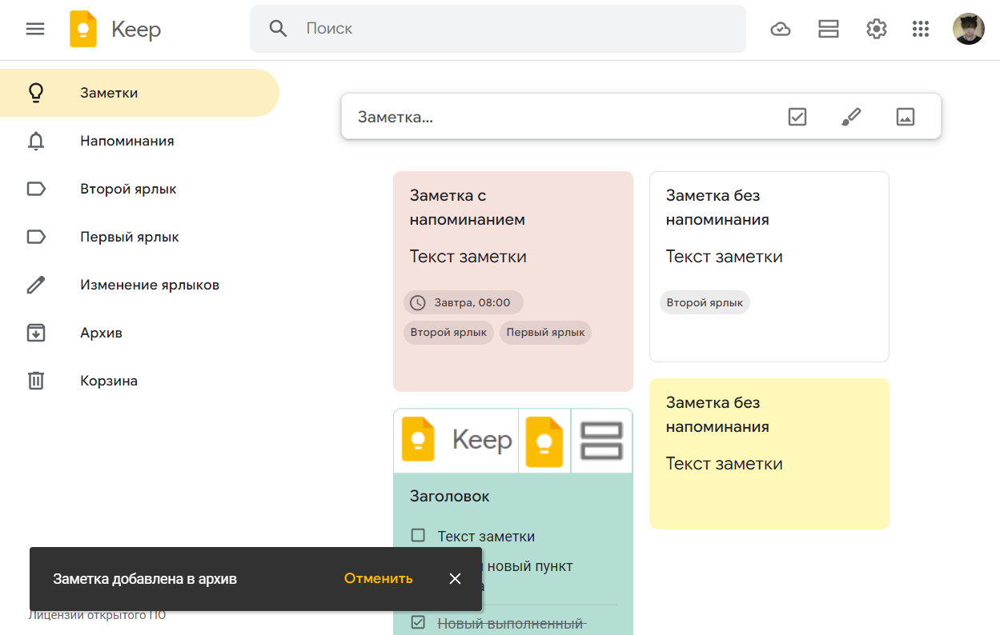 Keep
Поиск
Заметки
Напоминания
Второй ярлык
Первый ярлык
Изменение ярлыков
Архив
Корзина
Заметка...
Заметка с
напоминанием
Текст заметки
Завтра, 08:00
Второй ярлык Первый ярлык
Заметка без
напоминания
Текст заметки
Второй ярлык
Keep
Заголовок
Текст заметки
новый пункт
Новый выполненный
Заметка без
напоминания
Текст заметки
Заметка добавлена в архив Отменить
Лицензии открытого ПО